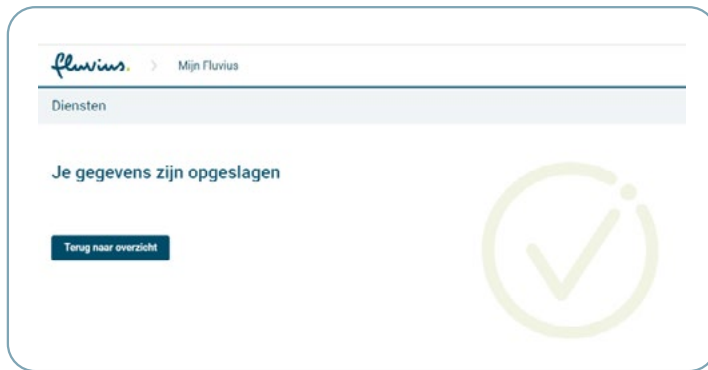 fluvius. > Mijn Fluvius
Diensten
Je gegevens zijn opgeslagen
Terug naar overzicht